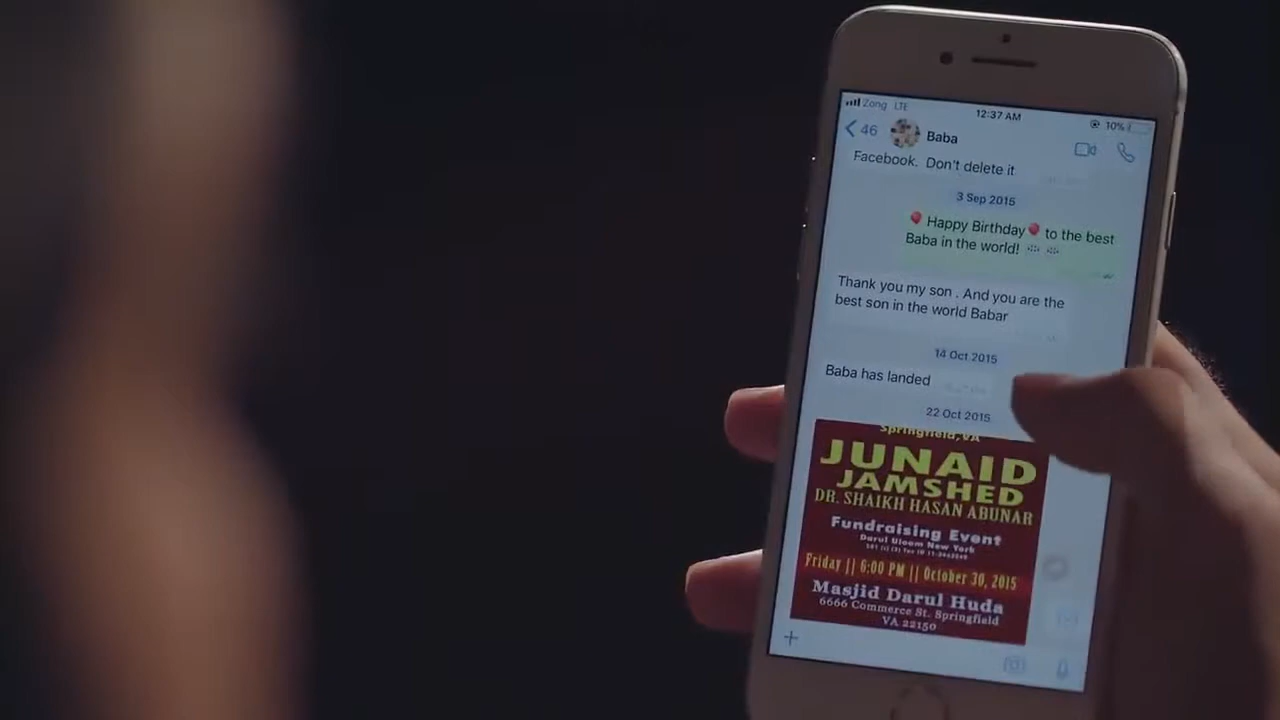 Zong LTE
12:37 AM
10%
46
Baba
Facebook. Don't delete it
3 Sep 2015
Happy Birthday to the best
Baba in the world!
Thank you my son . And you are the
best son in the world Babar
14 Oct 2015
Baba has landed
22 Oct 2015
Springfield,VA
JUNAID
JAMSHED
DR. SHAIKH HASAN ABUNAR
Fundraising Event
Darul Uloom New York
Friday || 6:00 PM || October 30, 2015
Masjid Darul Huda
6666 Commerce St. Springfield
VA 22150